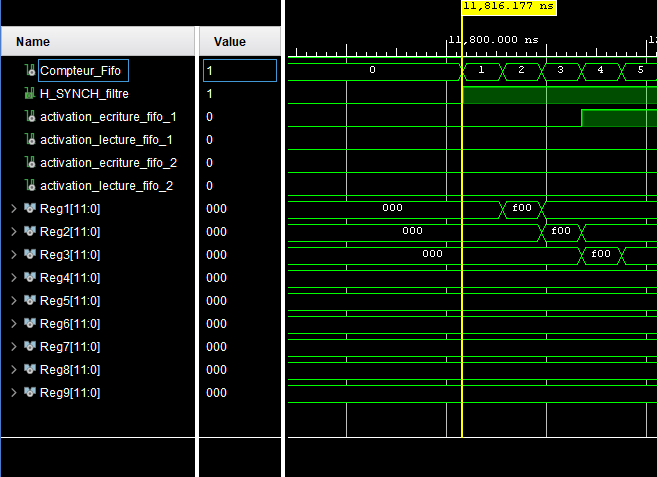 11,816.177 ns
Name Value 11,800.000 ns 12
Compteur_Fifo 1 0 1 2 3 4 5
H_SYNCH_filtre 1
activation_ecriture_fifo_1 0
activation_lecture_fifo_1 0
activation_ecriture_fifo_2 0
activation_lecture_fifo_2 0
Reg1[11:0] 000 000 f00
Reg2[11:0] 000 000 f00
Reg3[11:0] 000 000 f00
Reg4[11:0] 000
Reg5[11:0] 000
Reg6[11:0] 000
Reg7[11:0] 000
Reg8[11:0] 000
Reg9[11:0] 000